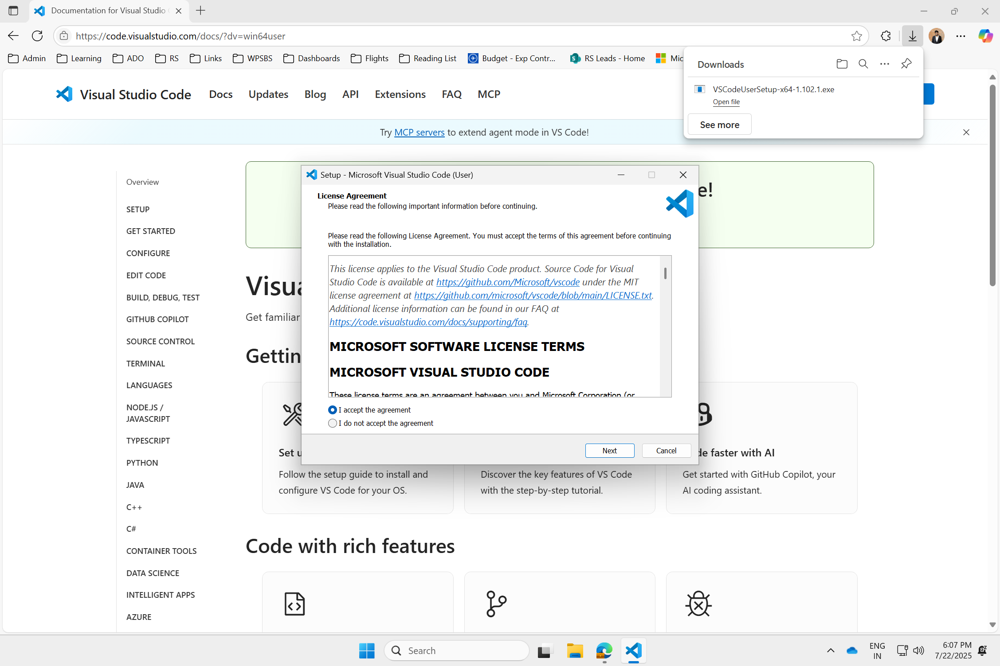 Documentation for Visual Studio
https://code.visualstudio.com/docs/?dv=win64user
Admin
Learning
ADO
RS
Links
WPSBS
Dashboards
Flights
Reading List
Budget - Exp Contr...
RS Leads - Home
Mic
Downloads
VSCodeUserSetup-x64-1.102.1.exe
Open file
See more
Visual Studio Code
Docs
Updates
Blog
API
Extensions
FAQ
MCP
Try MCP servers to extend agent mode in VS Code!
Overview
SETUP
GET STARTED
CONFIGURE
EDIT CODE
BUILD, DEBUG, TEST
GITHUB COPILOT
SOURCE CONTROL
TERMINAL
LANGUAGES
NODE.JS /
JAVASCRIPT
TYPESCRIPT
PYTHON
JAVA
C++
C#
CONTAINER TOOLS
DATA SCIENCE
INTELLIGENT APPS
AZURE
e!
Visua
Get familiar
Gettin
Setup - Microsoft Visual Studio Code (User)
License Agreement
Please read the following important information before continuing.
Please read the following License Agreement. You must accept the terms of this agreement before continuing
with the installation.
This license applies to the Visual Studio Code product. Source Code for Visual
Studio Code is available at https://github.com/Microsoft/vscode under the MIT
license agreement at https://github.com/microsoft/vscode/blob/main/LICENSE.txt.
Additional license information can be found in our FAQ at
https://code.visualstudio.com/docs/supporting/faq.
MICROSOFT SOFTWARE LICENSE TERMS
MICROSOFT VISUAL STUDIO CODE
These license terms are an agreement between you and Microsoft Corporation (or
I accept the agreement
I do not accept the agreement
Next
Cancel
Set u
Follow the setup guide to install and
configure VS Code for your OS.
Discover the key features of VS Code
with the step-by-step tutorial.
de faster with AI
Get started with GitHub Copilot, your
AI coding assistant.
Code with rich features
Search
ENG
IN
6:07 PM
7/22/2025